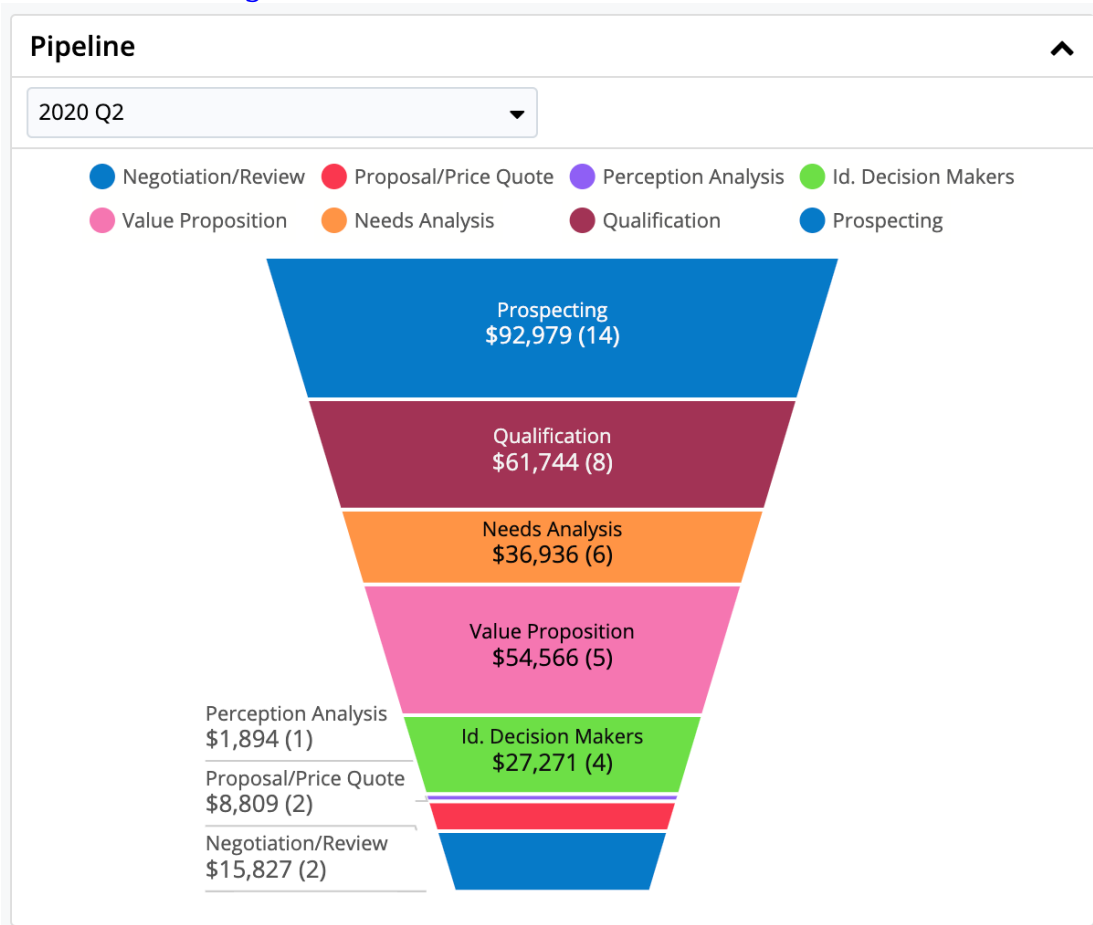 Pipeline
2020 Q2
Negotiation/Review Proposal/Price Quote Perception Analysis Id. Decision Makers
Value Proposition Needs Analysis Qualification Prospecting
Prospecting
$92,979 (14)
Qualification
$61,744 (8)
Needs Analysis
$36,936 (6)
Value Proposition
$54,566 (5)
Id. Decision Makers
$27,271 (4)
Perception Analysis
$1,894 (1)
Proposal/Price Quote
$8,809 (2)
Negotiation/Review
$15,827 (2)